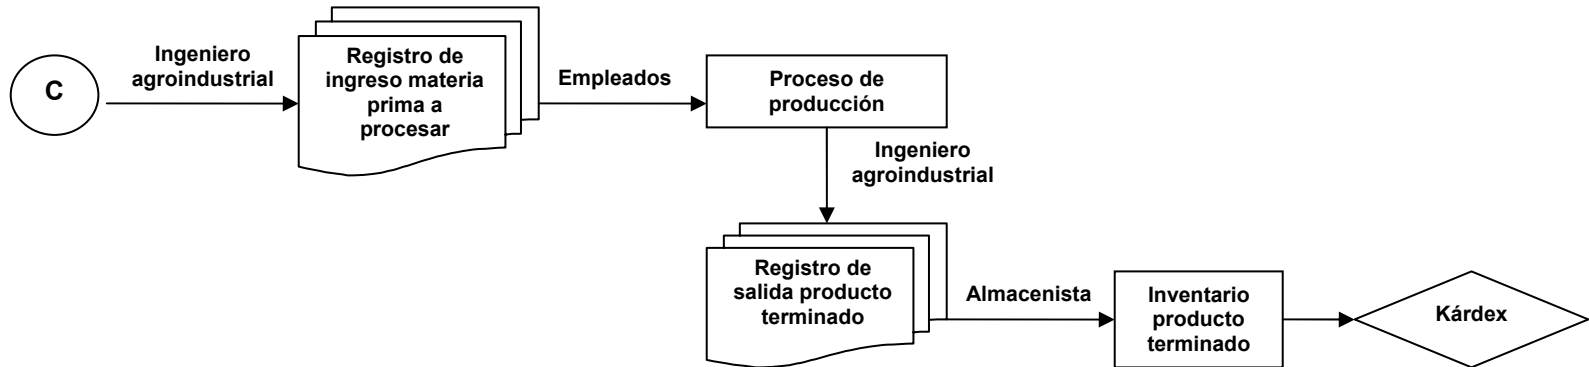 C
Ingeniero
agroindustrial
Registro de
ingreso materia
prima a
procesar
Empleados
Proceso de
producción
Ingeniero
agroindustrial
Registro de
salida producto
terminado
Almacenista
Inventario
producto
terminado
Kárdex